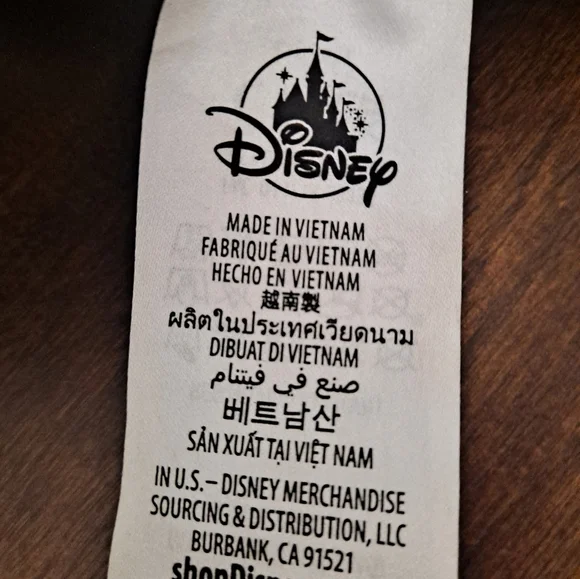 Disney
MADE IN VIETNAM
FABRIQUÉ AU VIETNAM
HECHO EN VIETNAM
越南製
ผลิตในประเทศเวียดนาม
DIBUAT DI VIETNAM
صنع في فيتنام
베트남산
SẢN XUẤT TẠI VIỆT NAM
IN U.S.– DISNEY MERCHANDISE
SOURCING & DISTRIBUTION, LLC
BURBANK, CA 91521